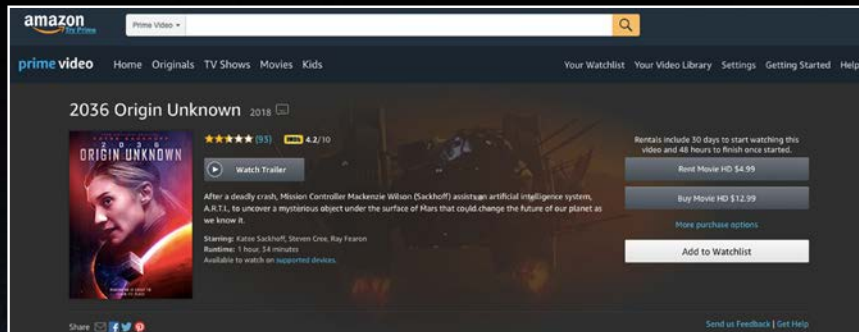 amazon
Try Prime
Prime Video
prime video Home Originals TV Shows Movies Kids Your Watchlist Your Video Library Settings Getting Started Help
2036 Origin Unknown 2018
★★★★★ (93) IMDb 4.2/10
Watch Trailer
After a deadly crash, Mission Controller Mackenzie Wilson (Sackhoff) assists an artificial intelligence system,
A.R.T.I., to uncover a mysterious object under the surface of Mars that could change the future of our planet as
we know it.
Starring: Katee Sackhoff, Steven Cree, Ray Fearon
Runtime: 1 hour, 34 minutes
Available to watch on supported devices.
KATEE SACKHOFF
2 0 3 6
ORIGIN UNKNOWN
Rentals include 30 days to start watching this
video and 48 hours to finish once started.
Rent Movie HD $4.99
Buy Movie HD $12.99
More purchase options
Add to Watchlist
Share
Send us Feedback | Get Help